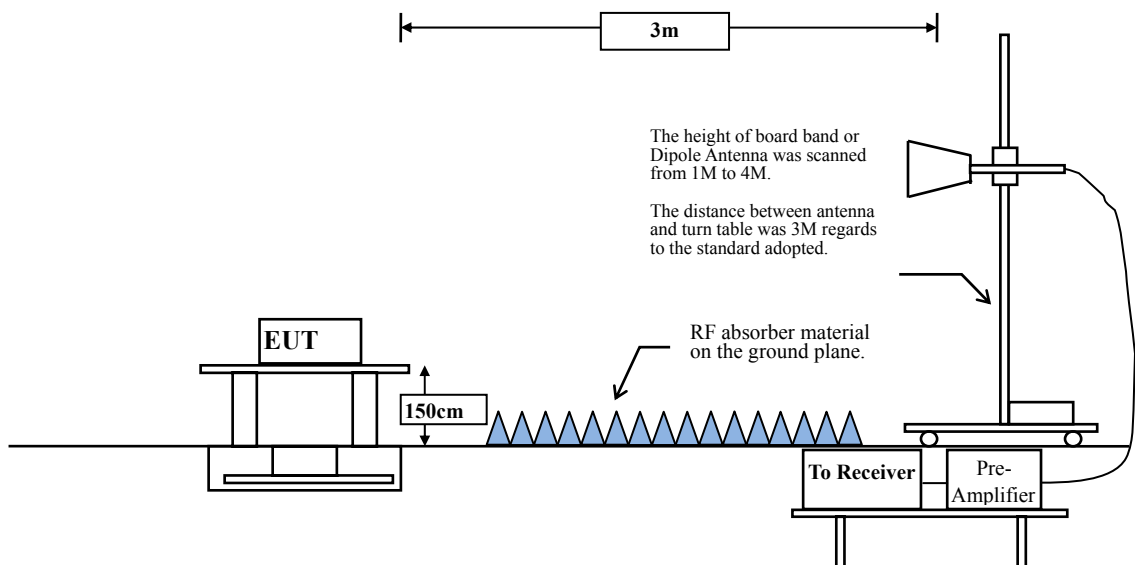 3m
The height of board band or
Dipole Antenna was scanned
from 1M to 4M.
The distance between antenna
and turn table was 3M regards
to the standard adopted.
RF absorber material
on the ground plane.
EUT
150cm
To Receiver
Pre-
Amplifier